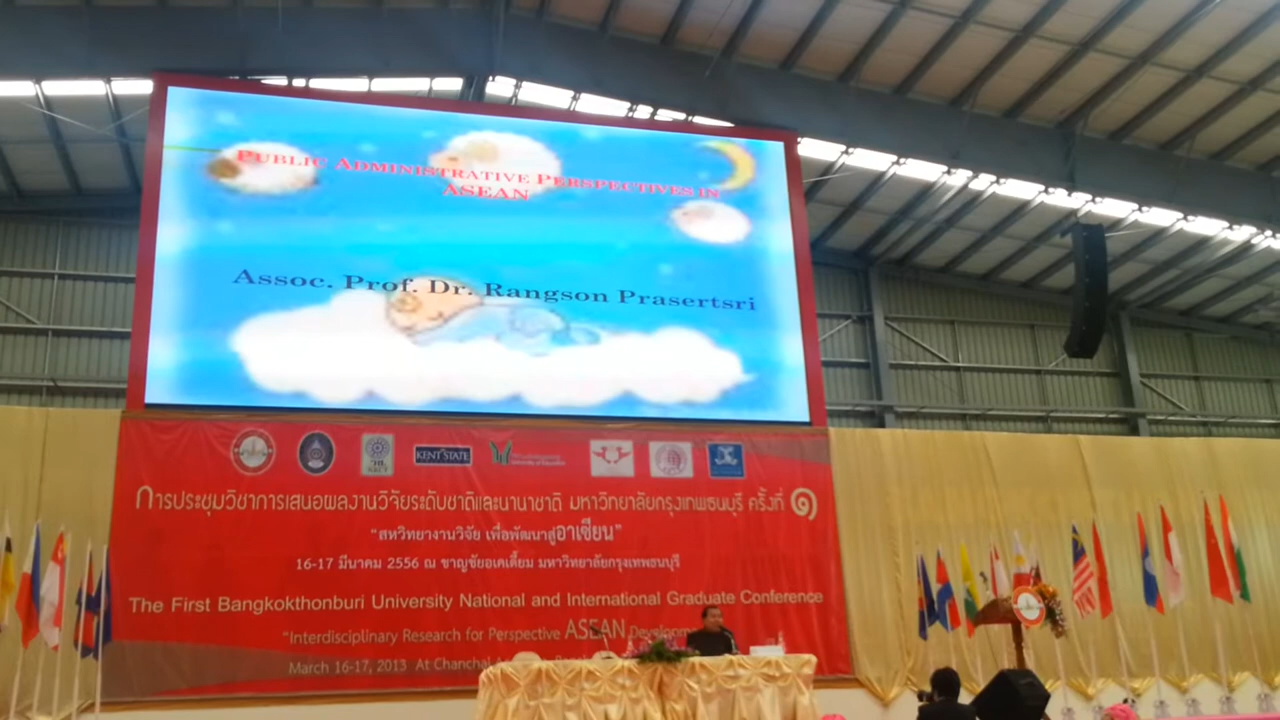 PUBLIC ADMINISTRATIVE PERSPECTIVES IN
ASEAN
Assoc. Prof. Dr. Rangson Prasertsri
KENT STATE
การประชุมวิชาการเสนอผลงานวิจัยระดับชาติและนานาชาติ มหาวิทยาลัยกรุงเทพธนบุรี ครั้งที่ ๑
“สหวิทยางานวิจัย เพื่อพัฒนาสู่อาเซียน”
16-17 มีนาคม 2556 ณ ชาญชัยอคเดี้ยม มหาวิทยาลัยกรุงเทพธนบุรี
The First Bangkokthonburi University National and International Graduate Conference
“Interdisciplinary Research for Perspective ASEAN
March 16-17, 2013 At Chanchai